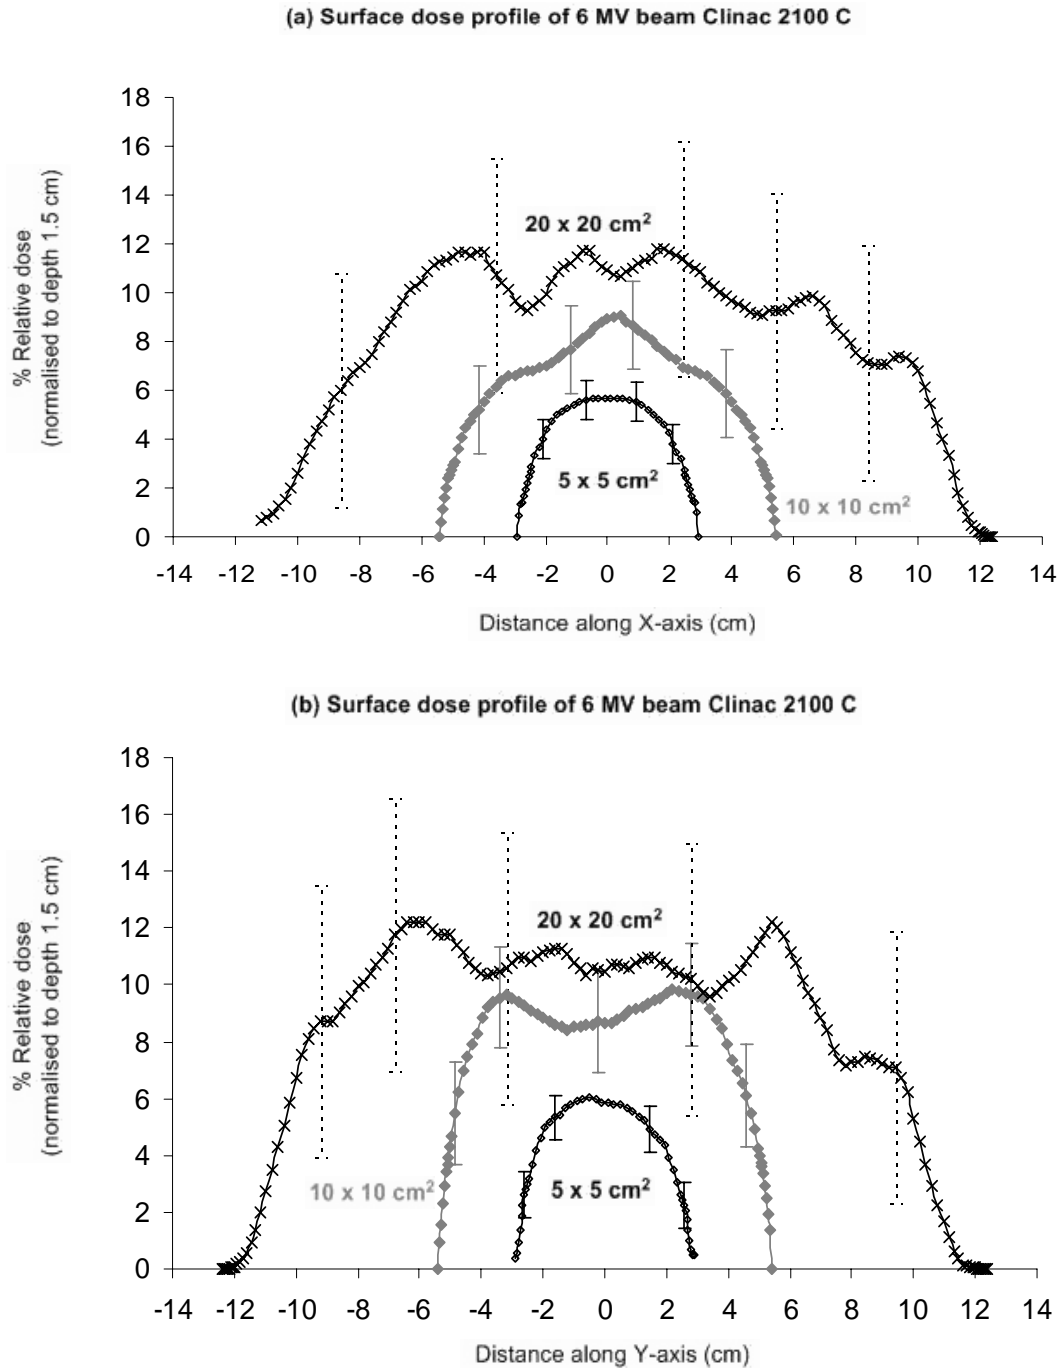 (a) Surface dose profile of 6 MV beam Clinac 2100 C
% Relative dose
(normalised to depth 1.5 cm)
18
16
14
12
10
8
6
4
2
0
20 x 20 cm²
5 x 5 cm²
10 x 10 cm²
-14 -12 -10 -8 -6 -4 -2 0 2 4 6 8 10 12 14
Distance along X-axis (cm)
(b) Surface dose profile of 6 MV beam Clinac 2100 C
% Relative dose
(normalised to depth 1.5 cm)
18
16
14
12
10
8
6
4
2
0
20 x 20 cm²
10 x 10 cm²
5 x 5 cm²
-14 -12 -10 -8 -6 -4 -2 0 2 4 6 8 10 12 14
Distance along Y-axis (cm)